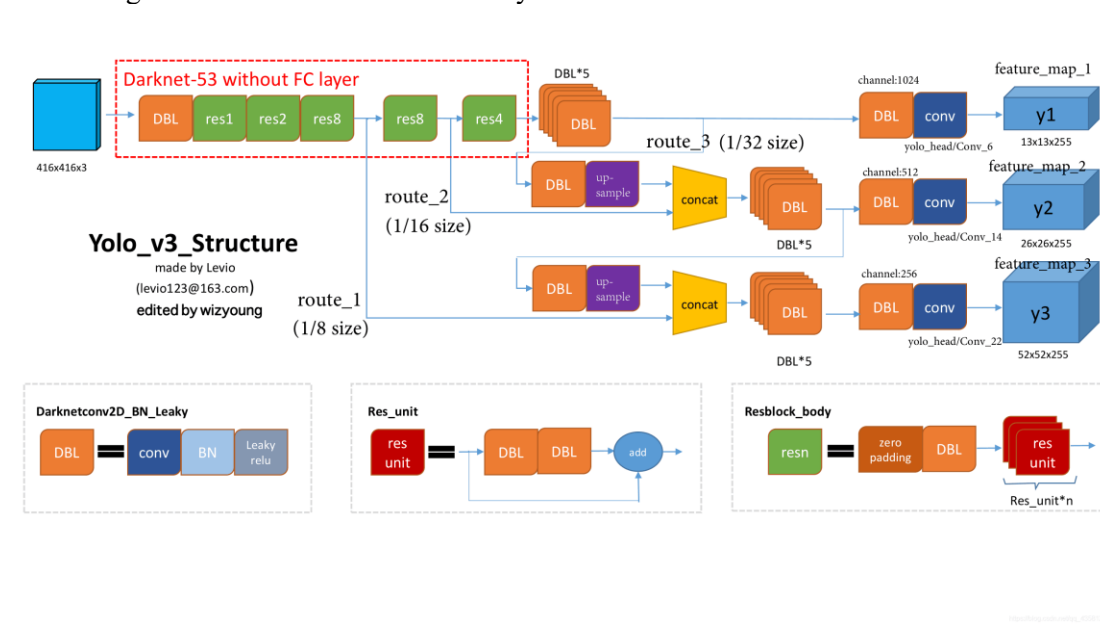 Darknet-53 without FC layer
DBL*5
channel:1024
feature_map_1
DBL
res1
res2
res8
res8
res4
DBL
DBL
conv
y1
416x416x3
route_3 (1/32 size)
yolo_head/Conv_6
13x13x255
feature_map_2
channel:512
route_2
(1/16 size)
DBL
up-
sample
concat
DBL
DBL
conv
y2
DBL*5
yolo_head/Conv_14
26x26x255
Yolo_v3_Structure
made by Levio
(levio123@163.com)
edited by wizyoung
feature_map_3
channel:256
route_1
(1/8 size)
DBL
up-
sample
concat
DBL
DBL
conv
y3
yolo_head/Conv_22
52x52x255
DBL*5
Darknetconv2D_BN_Leaky
DBL
conv
BN
Leaky
relu
Res_unit
res
unit
DBL
DBL
add
Resblock_body
resn
zero
padding
DBL
res
unit
Res_unit*n